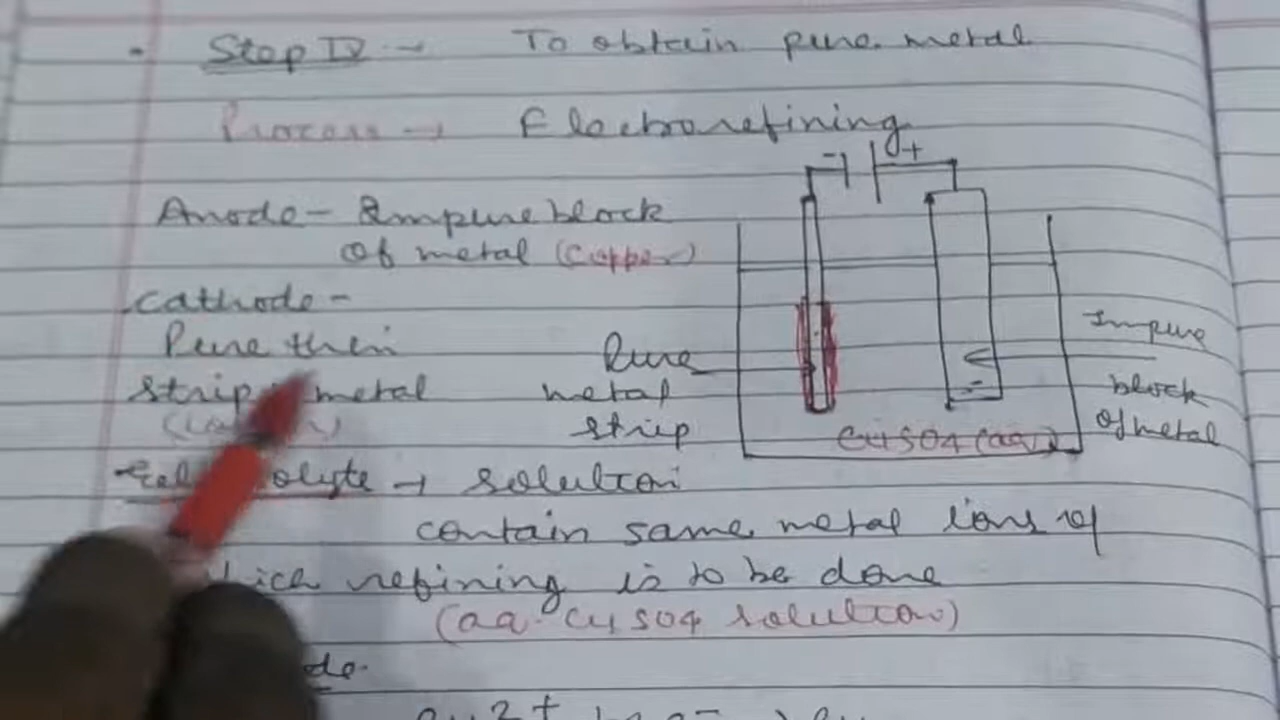 · Step IV → To obtain pure metal
Process → Electrorefining
Anode - Impure block
of metal (Copper)
Cathode -
Pure thin
strip metal
→ solution
contain same metal ions of
refining is to be done
(aq. CuSO4 solution)
- +
Pure
metal
strip
Impure
block
of metal
CuSO4 (aq.)